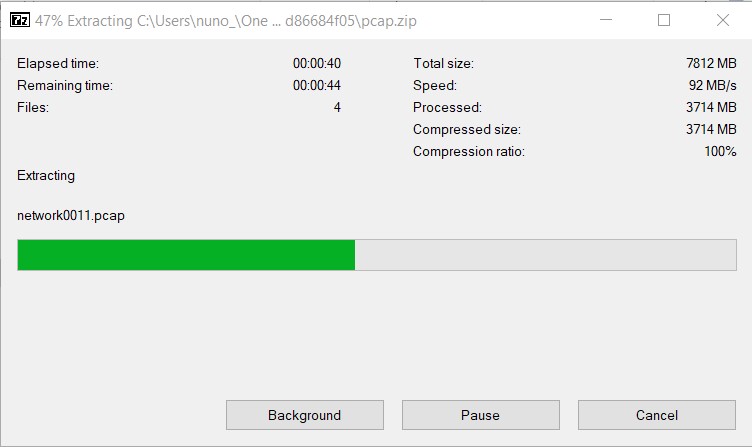 7z 47% Extracting C:\Users\nuno_\One ... d86684f05\pcap.zip
Elapsed time: 00:00:40 Total size: 7812 MB
Remaining time: 00:00:44 Speed: 92 MB/s
Files: 4 Processed: 3714 MB
Compressed size: 3714 MB
Compression ratio: 100%
Extracting
network0011.pcap
Background Pause Cancel